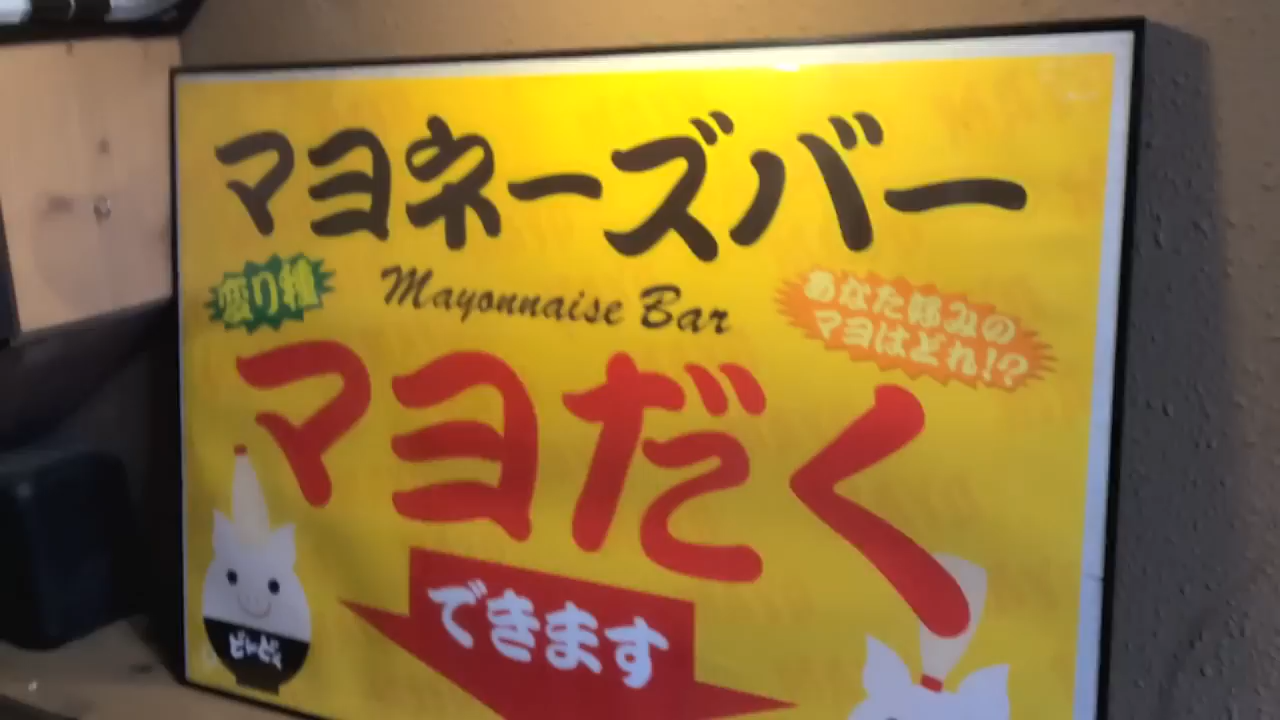 マヨネーズバー
変り種
Mayonnaise Bar
あなた好みの
マヨはどれ!?
マヨだく
できます